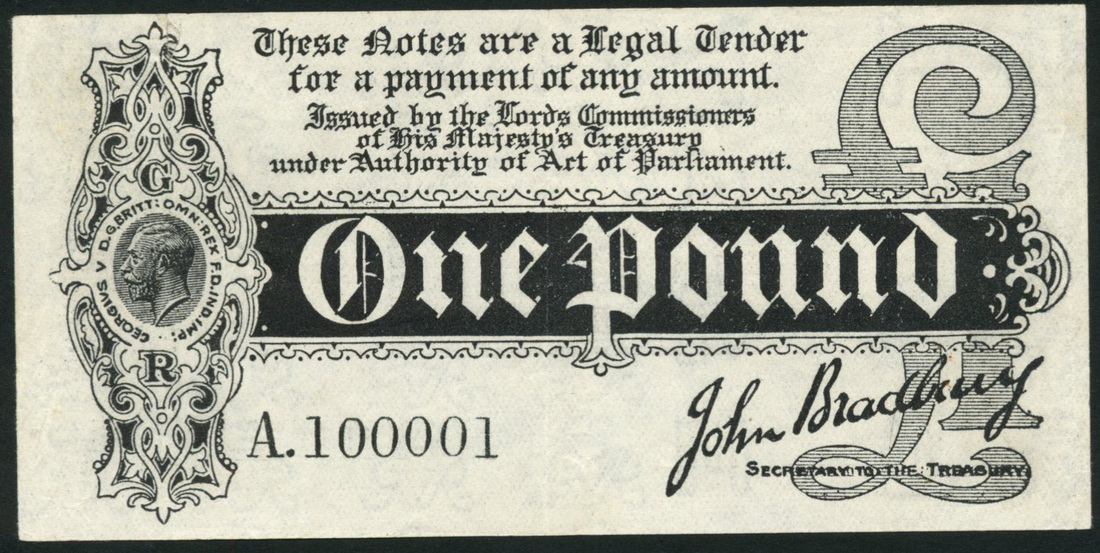 These Notes are a Legal Tender
for a payment of any amount.
Issued by the Lords Commissioners
of His Majesty's Treasury
under Authority of Act of Parliament.
£
G
GEORGIVS V D.G.BRITT: OMN: REX F.D. IND. IMP:
R
One Pound
A.100001
£1
John Bradbury
SECRETARY TO THE TREASURY.